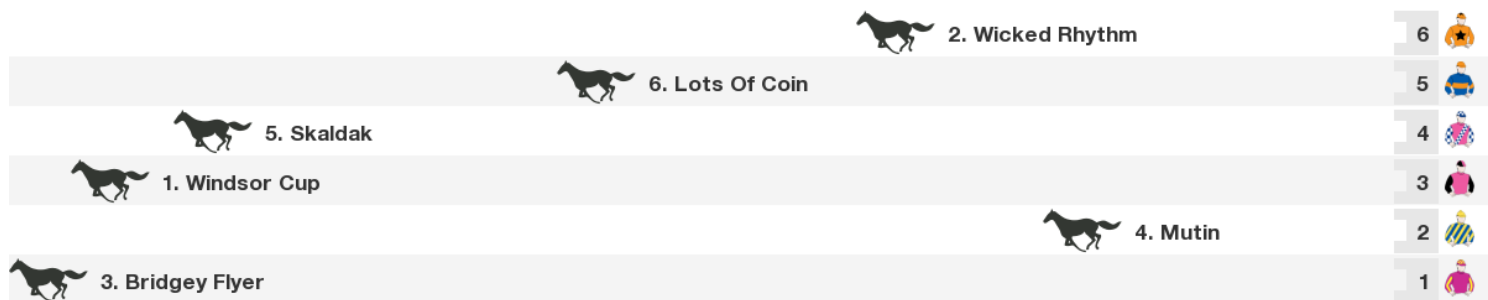 2. Wicked Rhythm 6
6. Lots Of Coin 5
5. Skaldak 4
1. Windsor Cup 3
4. Mutin 2
3. Bridgey Flyer 1